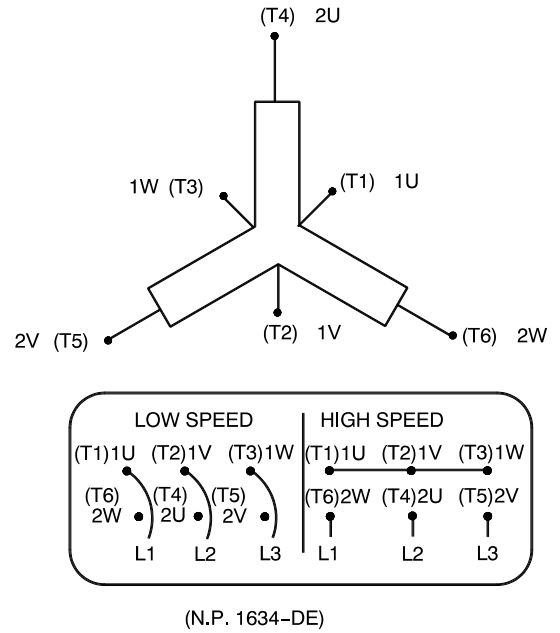 (T4) 2U
1W (T3)
(T1) 1U
2V (T5)
(T2) 1V
(T6) 2W
LOW SPEED
(T1)1U (T2)1V (T3)1W
(T6) (T4) (T5)
2W 2U 2V
L1 L2 L3
HIGH SPEED
(T1)1U (T2)1V (T3)1W
(T6)2W (T4)2U (T5)2V
L1 L2 L3
(N.P. 1634-DE)